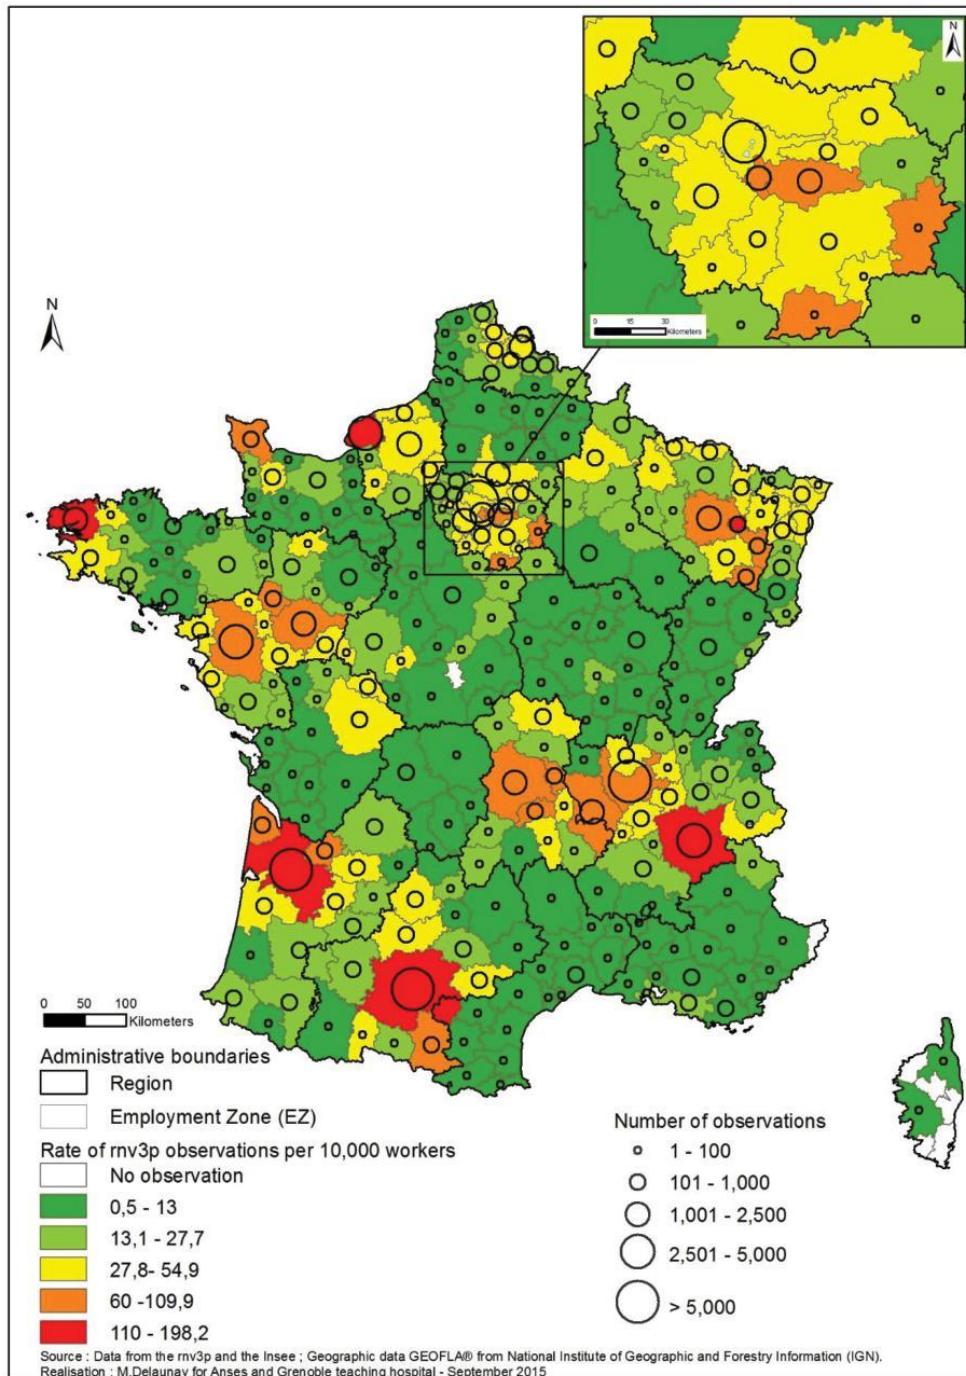 N
0 15 30
Kilometers
N
0 50 100
Kilometers
Administrative boundaries
Region
Employment Zone (EZ)
Rate of rnv3p observations per 10,000 workers
No observation
0,5 - 13
13,1 - 27,7
27,8- 54,9
60 -109,9
110 - 198,2
Number of observations
1 - 100
101 - 1,000
1,001 - 2,500
2,501 - 5,000
> 5,000
Source : Data from the rnv3p and the Insee ; Geographic data GEOFLA® from National Institute of Geographic and Forestry Information (IGN).
Realisation : M.Delaunay for Anses and Grenoble teaching hospital - September 2015